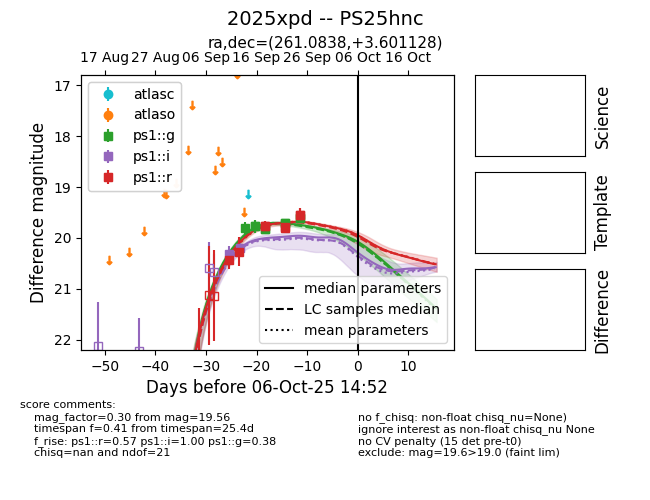 2025xpd -- PS25hnc
ra,dec=(261.0838,+3.601128)
17 Aug 27 Aug 06 Sep 16 Sep 26 Sep 06 Oct 16 Oct
17
18
19
20
21
22
Difference magnitude
atlasc
atlaso
ps1::g
ps1::i
ps1::r
median parameters
LC samples median
mean parameters
−50 −40 −30 −20 −10 0 10
Days before 06-Oct-25 14:52
Science
Template
Difference
score comments:
mag_factor=0.30 from mag=19.56
timespan f=0.41 from timespan=25.4d
f_rise: ps1::r=0.57 ps1::i=1.00 ps1::g=0.38
chisq=nan and ndof=21
no f_chisq: non-float chisq_nu=None)
ignore interest as non-float chisq_nu None
no CV penalty (15 det pre-t0)
exclude: mag=19.6>19.0 (faint lim)